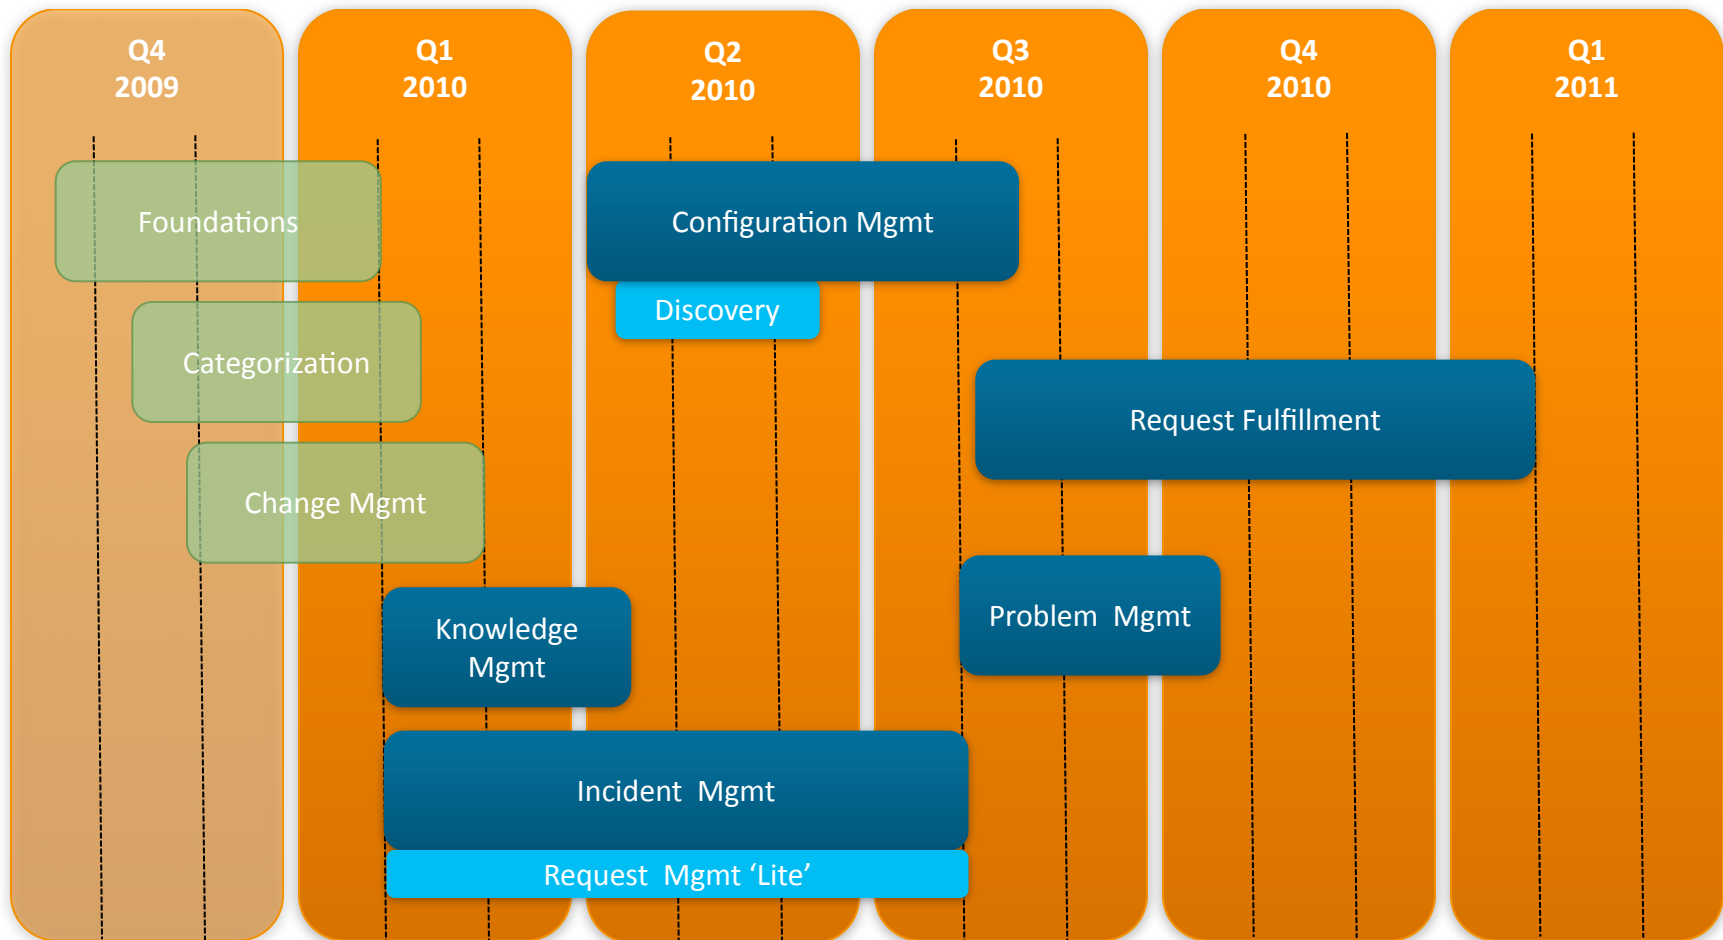 Q4
2009
Q1
2010
Q2
2010
Q3
2010
Q4
2010
Q1
2011
Foundations
Configuration Mgmt
Discovery
Categorization
Request Fulfillment
Change Mgmt
Knowledge
Mgmt
Problem  Mgmt
Incident  Mgmt
Request  Mgmt ‘Lite’